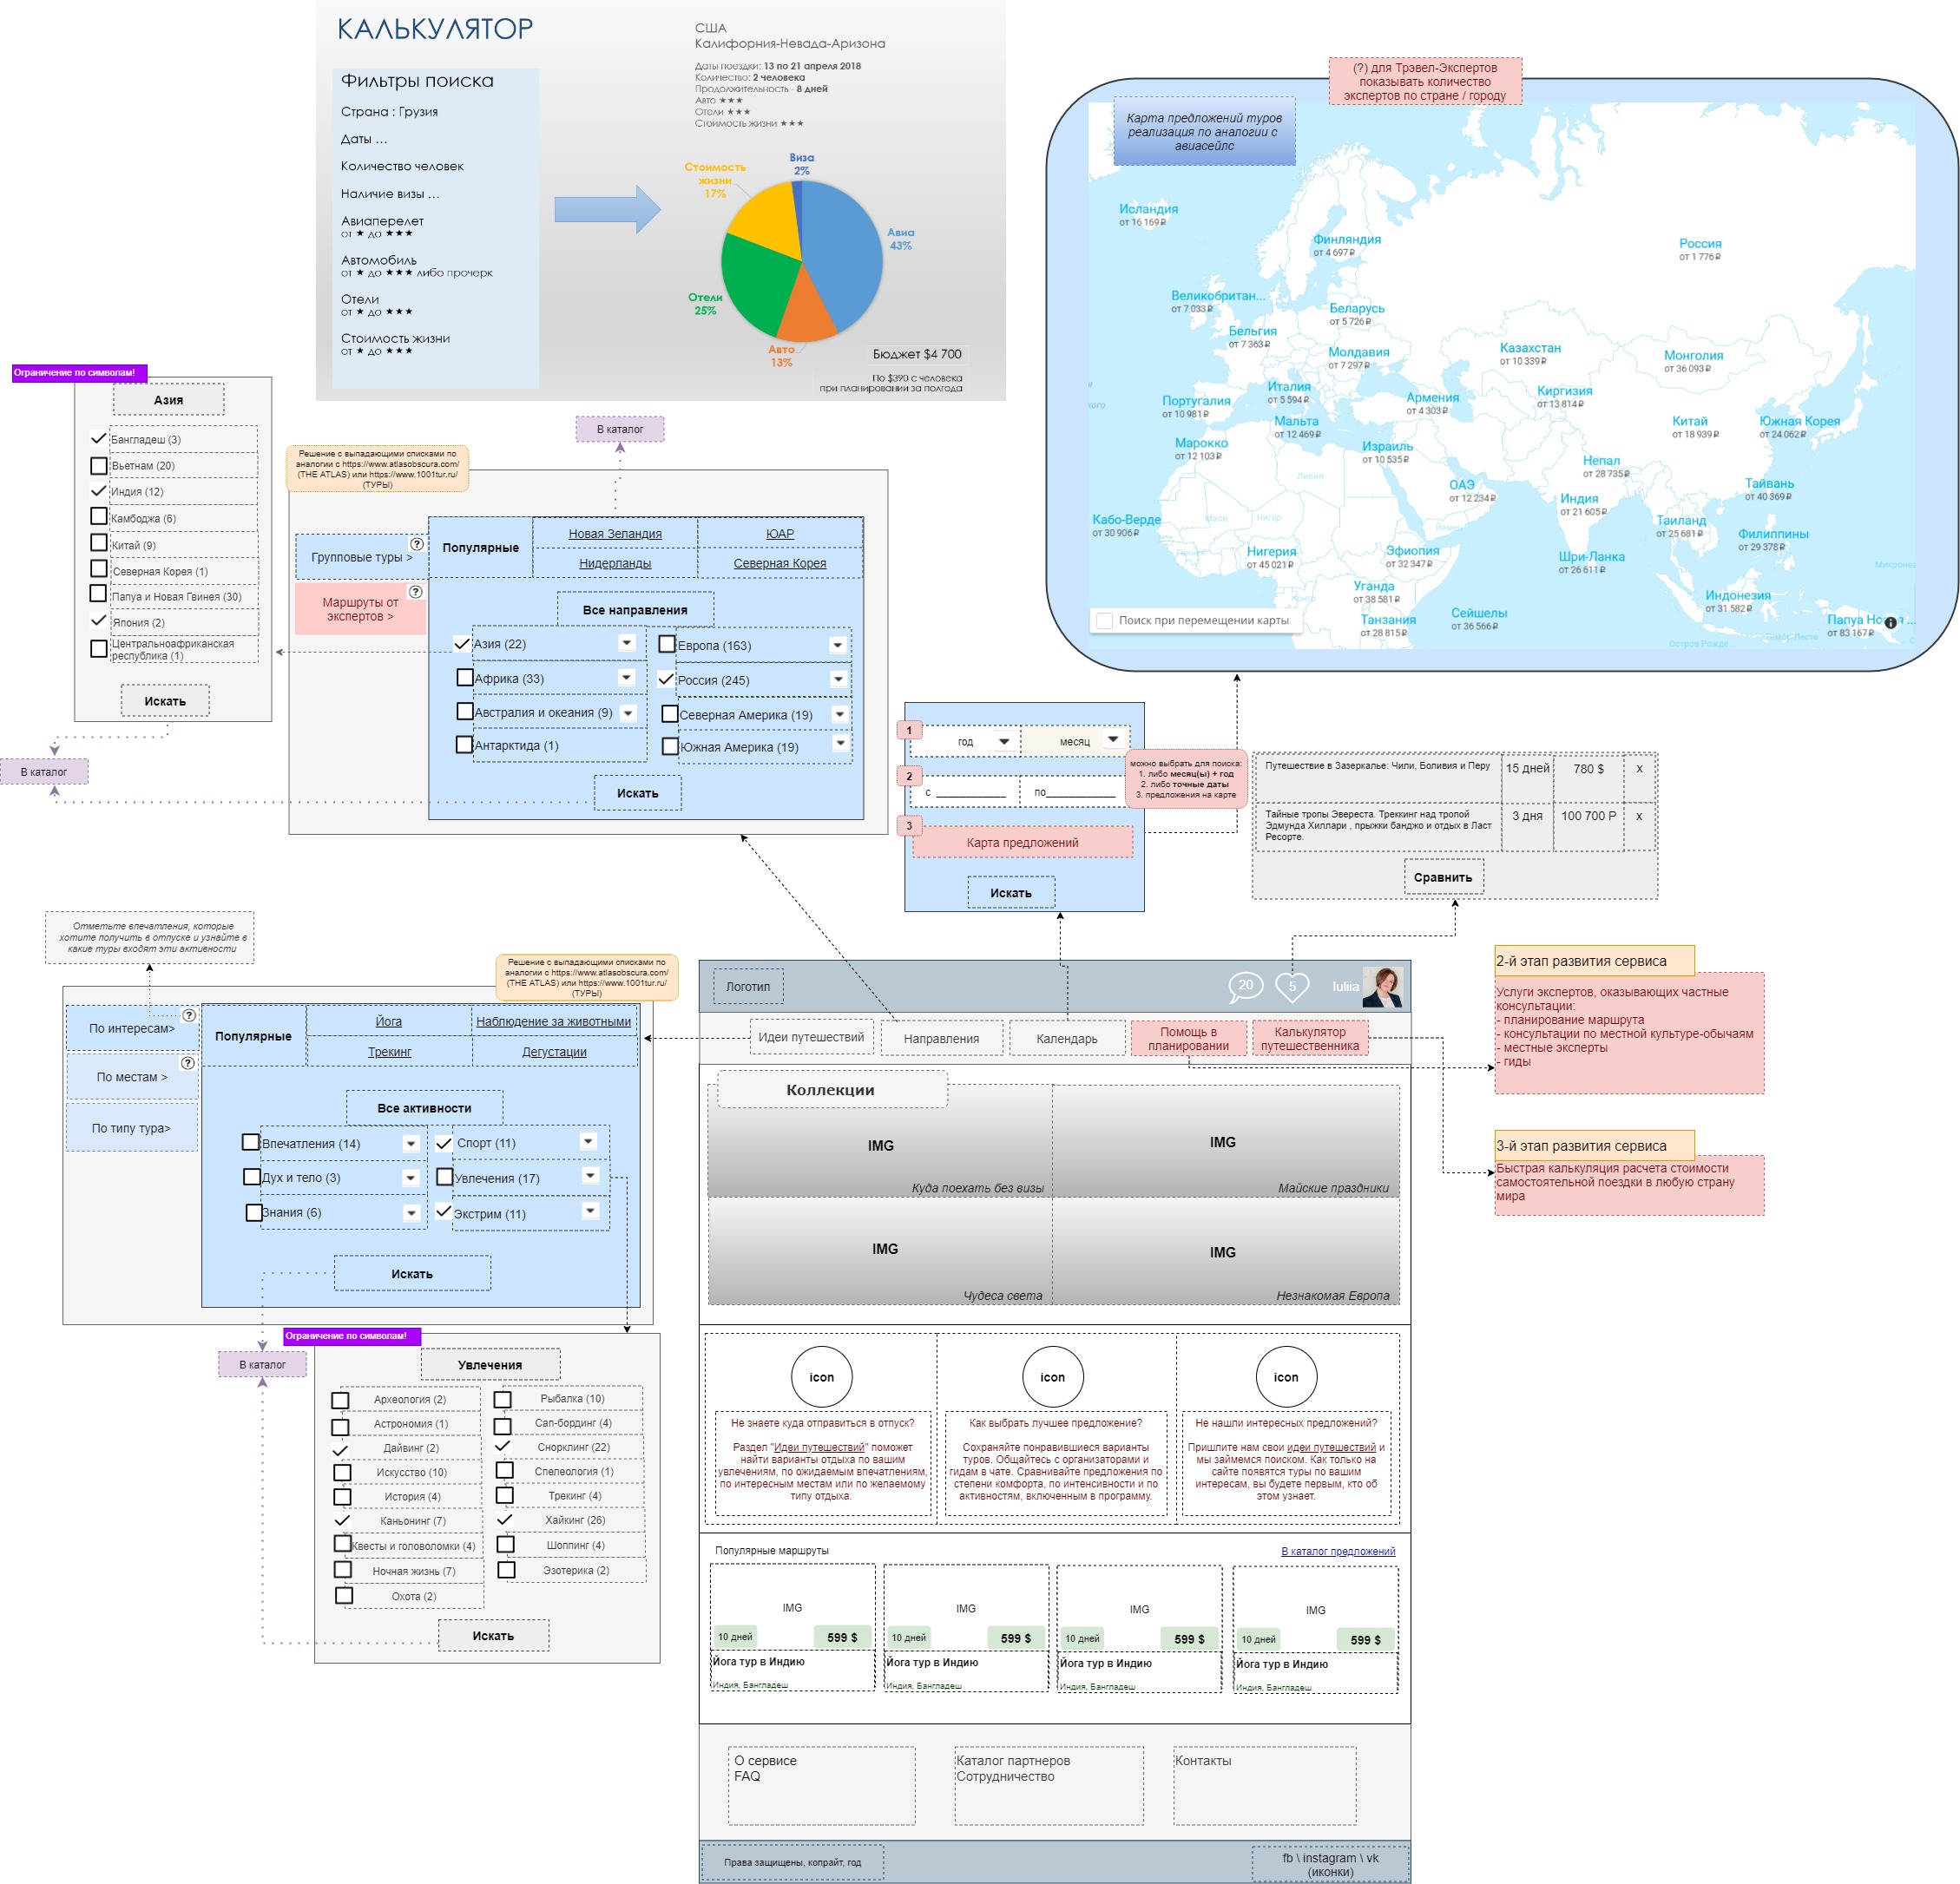 КАЛЬКУЛЯТОР
Фильтры поиска
Страна : Грузия
Даты ...
Количество человек
Наличие визы ...
Авиаперелет
от ★ до ★★★
Автомобиль
от ★ до ★★★ либо прочерк
Отели
от ★ до ★★★
Стоимость жизни
от ★ до ★★★
США
Калифорния-Невада-Аризона
Даты поездки: 13 по 21 апреля 2018
Количество: 2 человека
Продолжительность - 8 дней
Авто ★★★
Отели ★★★
Стоимость жизни ★★★
Виза
2%
Стоимость
жизни
17%
Авиа
43%
Отели
25%
Авто
13%
Бюджет $4 700
По $390 с человека
при планировании за полгода
(?) для Трэвел-Экспертов
показывать количество
экспертов по стране / городу
Карта предложений туров
реализация по аналогии с
авиасейлс
Исландия
от 16 169 ₽
Финляндия
от 4 697 ₽
Россия
от 1 776 ₽
Великобритан...
от 7 033 ₽
Беларусь
от 5 726 ₽
Бельгия
от 7 363 ₽
Молдавия
от 7 297 ₽
Казахстан
от 10 339 ₽
Монголия
от 36 093 ₽
Италия
от 5 594 ₽
Киргизия
от 13 814 ₽
Португалия
от 10 981 ₽
Армения
от 4 303 ₽
Мальта
от 12 469 ₽
Китай
от 18 939 ₽
Южная Корея
от 24 062 ₽
Марокко
от 12 103 ₽
Израиль
от 10 535 ₽
Непал
от 28 735 ₽
Ливия
ОАЭ
от 12 234 ₽
Индия
от 21 605 ₽
Тайвань
от 40 369 ₽
Кабо-Верде
от 30 906 ₽
Мали
Нигер
Йемен
Таиланд
от 25 681 ₽
Филиппины
от 29 378 ₽
Нигерия
от 45 021 ₽
Эфиопия
от 32 347 ₽
Шри-Ланка
от 26 611 ₽
Уганда
от 38 581 ₽
Конго
Индонезия
от 31 582 ₽
Танзания
от 28 815 ₽
Сейшелы
от 36 566 ₽
Папуа Но
от 83 167 ₽
Поиск при перемещении карты
Ограничение по символам!
Азия
Бангладеш (3)
Вьетнам (20)
Индия (12)
Камбоджа (6)
Китай (9)
Северная Корея (1)
Папуа и Новая Гвинея (30)
Япония (2)
Центральноафриканская
республика (1)
Искать
В каталог
В каталог
Решение с выпадающими списками по
аналогии с https://www.atlasobscura.com/
(THE ATLAS) или https://www.1001tur.ru/
(ТУРЫ)
Групповые туры >
?
Маршруты от
экспертов >
?
Популярные
Новая Зеландия
ЮАР
Нидерланды
Северная Корея
Все направления
Азия (22)
Европа (163)
Африка (33)
Россия (245)
Австралия и океания (9)
Северная Америка (19)
Антарктида (1)
Южная Америка (19)
Искать
1
год
месяц
2
с ____________
по____________
3
Карта предложений
Искать
можно выбрать для поиска:
1. либо месяц(ы) + год
2. либо точные даты
3. предложения на карте
Путешествие в Зазеркалье: Чили, Боливия и Перу
15 дней
780 $
x
Тайные тропы Эвереста. Треккинг над тропой
Эдмунда Хиллари , прыжки банджо и отдых в Ласт
Ресорте.
3 дня
100 700 Р
x
Сравнить
Отметьте впечатления, которые
хотите получить в отпуске и узнайте в
какие туры входят эти активности
Решение с выпадающими списками по
аналогии с https://www.atlasobscura.com/
(THE ATLAS) или https://www.1001tur.ru/
(ТУРЫ)
По интересам>
?
По местам >
?
По типу тура>
Популярные
Йога
Наблюдение за животными
Трекинг
Дегустации
Все активности
Впечатления (14)
Спорт (11)
Дух и тело (3)
Увлечения (17)
Знания (6)
Экстрим (11)
Искать
Ограничение по символам!
В каталог
Увлечения
Археология (2)
Рыбалка (10)
Астрономия (1)
Сап-бординг (4)
Дайвинг (2)
Снорклинг (22)
Искусство (10)
Спелеология (1)
История (4)
Трекинг (4)
Каньонинг (7)
Хайкинг (26)
Квесты и головоломки (4)
Шоппинг (4)
Ночная жизнь (7)
Эзотерика (2)
Охота (2)
Искать
Логотип
20
5
Iuliia
Идеи путешествий
Направления
Календарь
Помощь в
планировании
Калькулятор
путешественника
2-й этап развития сервиса
Услуги экспертов, оказывающих частные
консультации:
- планирование маршрута
- консультации по местной культуре-обычаям
- местные эксперты
- гиды
3-й этап развития сервиса
Быстрая калькуляция расчета стоимости
самостоятельной поездки в любую страну
мира
Коллекции
IMG
Куда поехать без визы
IMG
Майские праздники
IMG
Чудеса света
IMG
Незнакомая Европа
icon
Не знаете куда отправиться в отпуск?
Раздел "Идеи путешествий" поможет
найти варианты отдыха по вашим
увлечениям, по ожидаемым впечатлениям,
по интересным местам или по желаемому
типу отдыха.
icon
Как выбрать лучшее предложение?
Сохраняйте понравившиеся варианты
туров. Общайтесь с организаторами и
гидам в чате. Сравнивайте предложения по
степени комфорта, по интенсивности и по
активностям, включенным в программу.
icon
Не нашли интересных предложений?
Пришлите нам свои идеи путешествий и
мы займемся поиском. Как только на
сайте появятся туры по вашим
интересам, вы будете первым, кто об
этом узнает.
Популярные маршруты
В каталог предложений
IMG
10 дней
599 $
Йога тур в Индию
Индия, Бангладеш
IMG
10 дней
599 $
Йога тур в Индию
Индия, Бангладеш
IMG
10 дней
599 $
Йога тур в Индию
Индия, Бангладеш
IMG
10 дней
599 $
Йога тур в Индию
Индия, Бангладеш
О сервисе
FAQ
Каталог партнеров
Сотрудничество
Контакты
Права защищены, копрайт, год
fb \ instagram \ vk
(иконки)